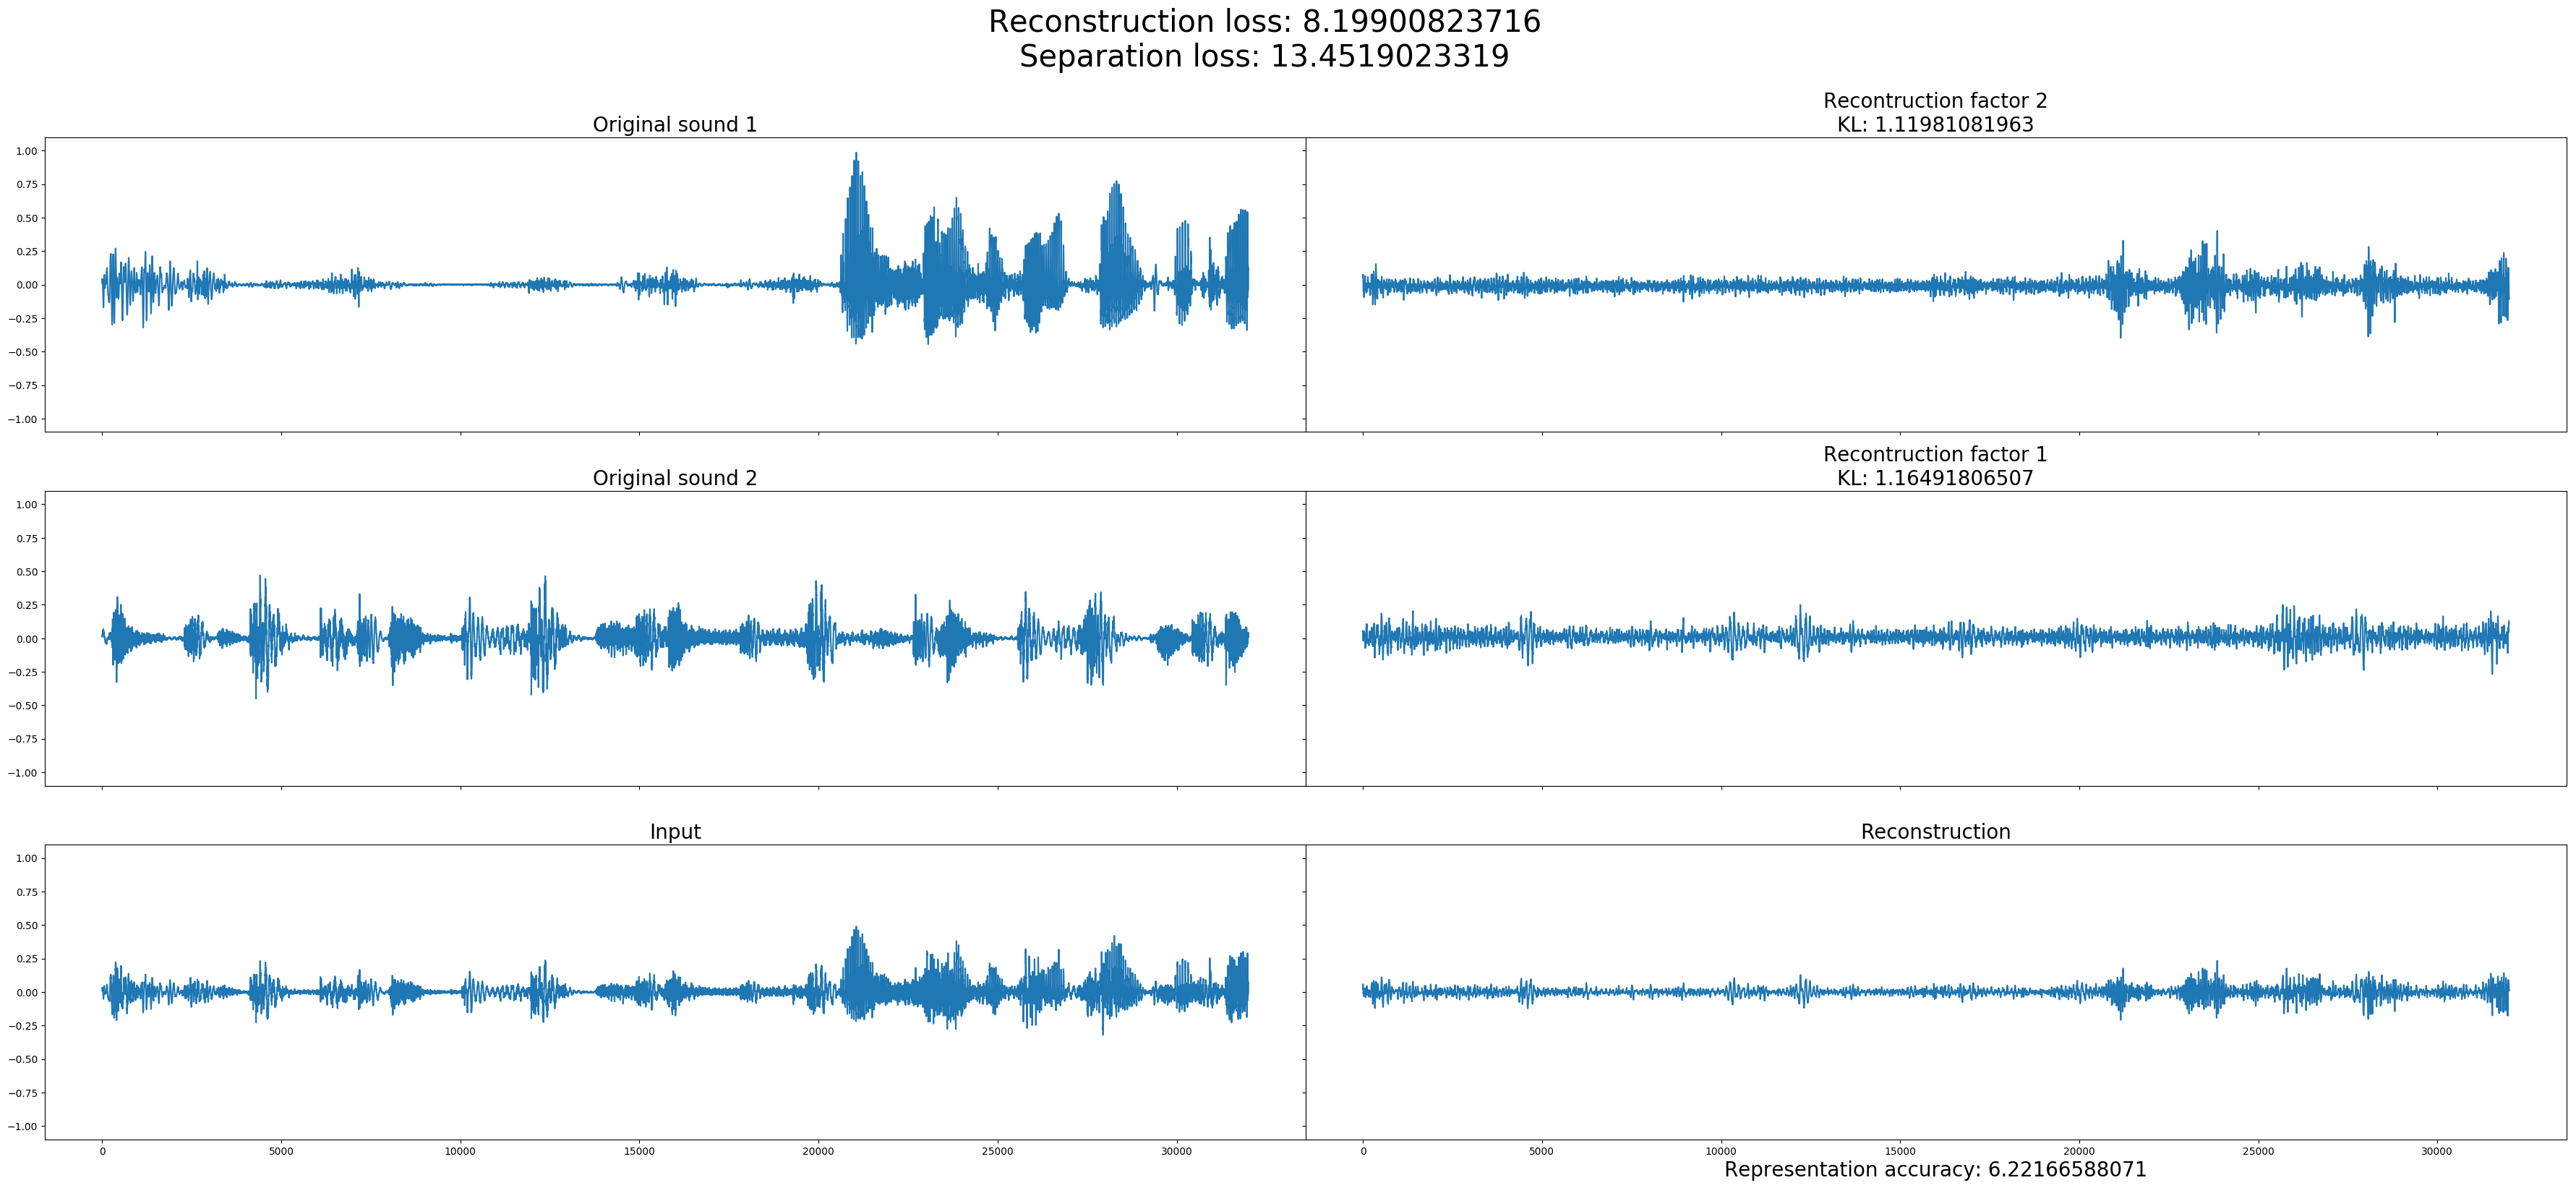 Reconstruction loss: 8.19900823716
Separation loss: 13.4519023319
Original sound 1
Recontruction factor 2
KL: 1.11981081963
1.00
0.75
0.50
0.25
0.00
−0.25
−0.50
−0.75
−1.00
Original sound 2
Recontruction factor 1
KL: 1.16491806507
1.00
0.75
0.50
0.25
0.00
−0.25
−0.50
−0.75
−1.00
Input
Reconstruction
1.00
0.75
0.50
0.25
0.00
−0.25
−0.50
−0.75
−1.00
0 5000 10000 15000 20000 25000 30000
0 5000 10000 15000 20000 25000 30000
Representation accuracy: 6.22166588071